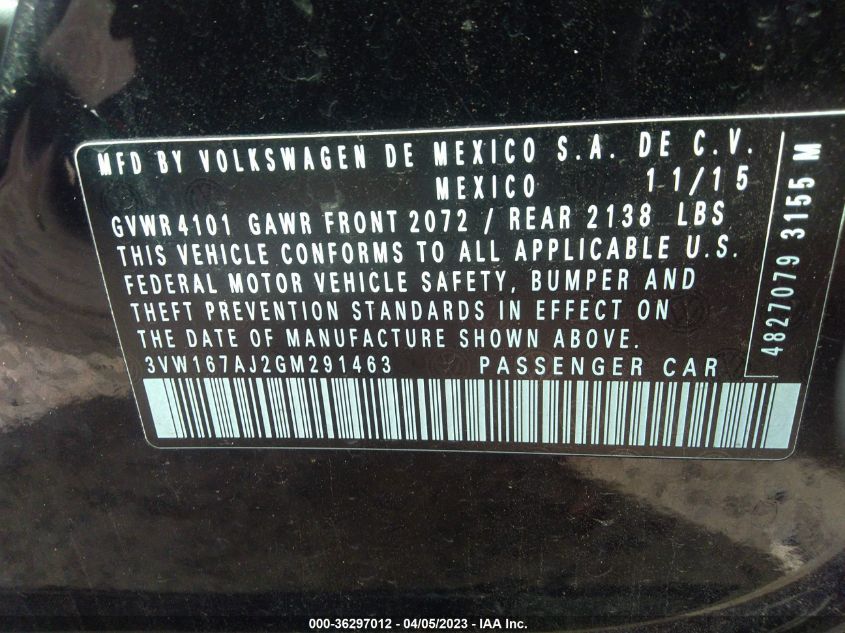 MFD BY VOLKSWAGEN DE MEXICO S.A. DE C.V.
MEXICO 11/15
GVWR 4101 GAWR FRONT 2072 / REAR 2138 LBS
THIS VEHICLE CONFORMS TO ALL APPLICABLE U.S.
FEDERAL MOTOR VEHICLE SAFETY, BUMPER AND
THEFT PREVENTION STANDARDS IN EFFECT ON
THE DATE OF MANUFACTURE SHOWN ABOVE.
3VW167AJ2GM291463 PASSENGER CAR
4827079 3155 M
000-36297012 - 04/05/2023 - © IAA Inc.